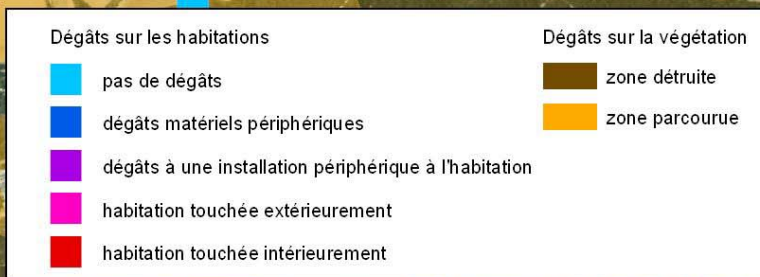 Dégâts sur les habitations
pas de dégâts
dégâts matériels périphériques
dégâts à une installation périphérique à l'habitation
habitation touchée extérieurement
habitation touchée intérieurement
Dégâts sur la végétation
zone détruite
zone parcourue